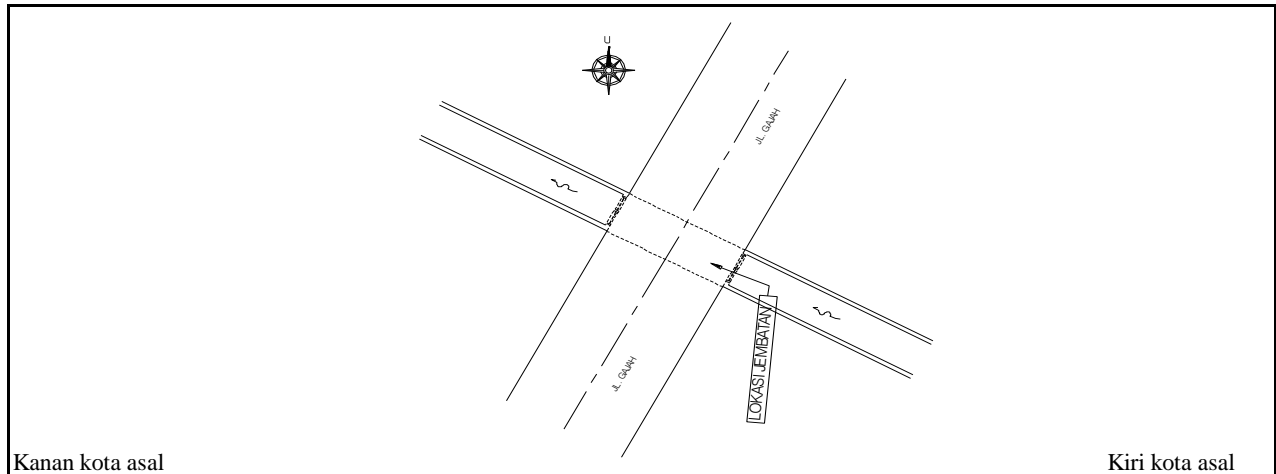 U
JL. GAJAH
JL. GAJAH
LOKASI JEMBATAN
Kanan kota asal
Kiri kota asal